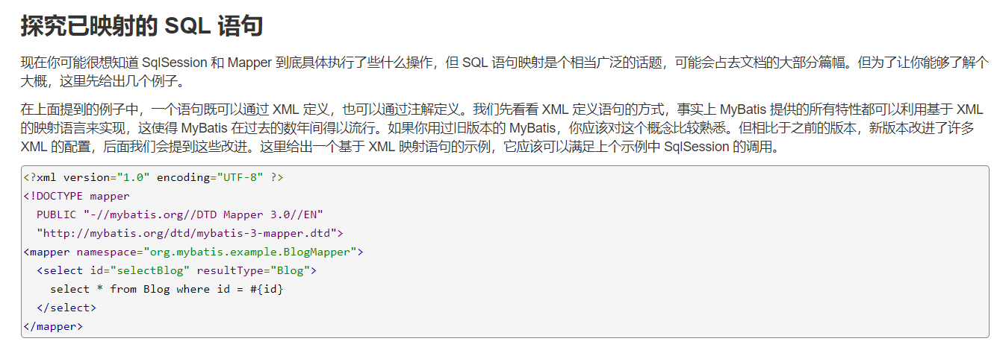 探究已映射的 SQL 语句
现在你可能很想知道 SqlSession 和 Mapper 到底具体执行了些什么操作，但 SQL 语句映射是个相当广泛的话题，可能会占去文档的大部分篇幅。但为了让你能够了解个
大概，这里先给出几个例子。
在上面提到的例子中，一个语句既可以通过 XML 定义，也可以通过注解定义。我们先看看 XML 定义语句的方式，事实上 MyBatis 提供的所有特性都可以利用基于 XML
的映射语言来实现，这使得 MyBatis 在过去的数年间得以流行。如果你用过旧版本的 MyBatis，你应该对这个概念比较熟悉。但相比于之前的版本，新版本改进了许多
XML 的配置，后面我们会提到这些改进。这里给出一个基于 XML 映射语句的示例，它应该可以满足上个示例中 SqlSession 的调用。
<?xml version="1.0" encoding="UTF-8" ?>
<!DOCTYPE mapper
  PUBLIC "-//mybatis.org//DTD Mapper 3.0//EN"
  "http://mybatis.org/dtd/mybatis-3-mapper.dtd">
<mapper namespace="org.mybatis.example.BlogMapper">
  <select id="selectBlog" resultType="Blog">
    select * from Blog where id = #{id}
  </select>
</mapper>